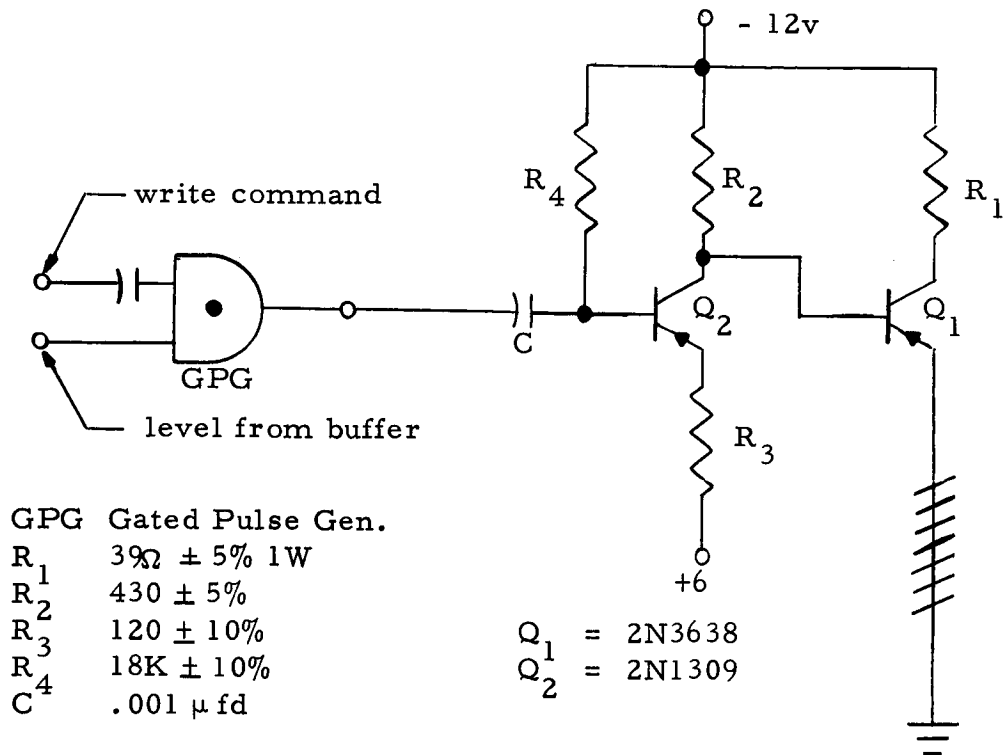 - 12v
R4
R2
R1
write command
Q2
Q1
C
GPG
level from buffer
R3
+6
GPG Gated Pulse Gen.
R1 39Ω ± 5% 1W
R2 430 ± 5%
R3 120 ± 10%
R4 18K ± 10%
C .001 μfd
Q1 = 2N3638
Q2 = 2N1309